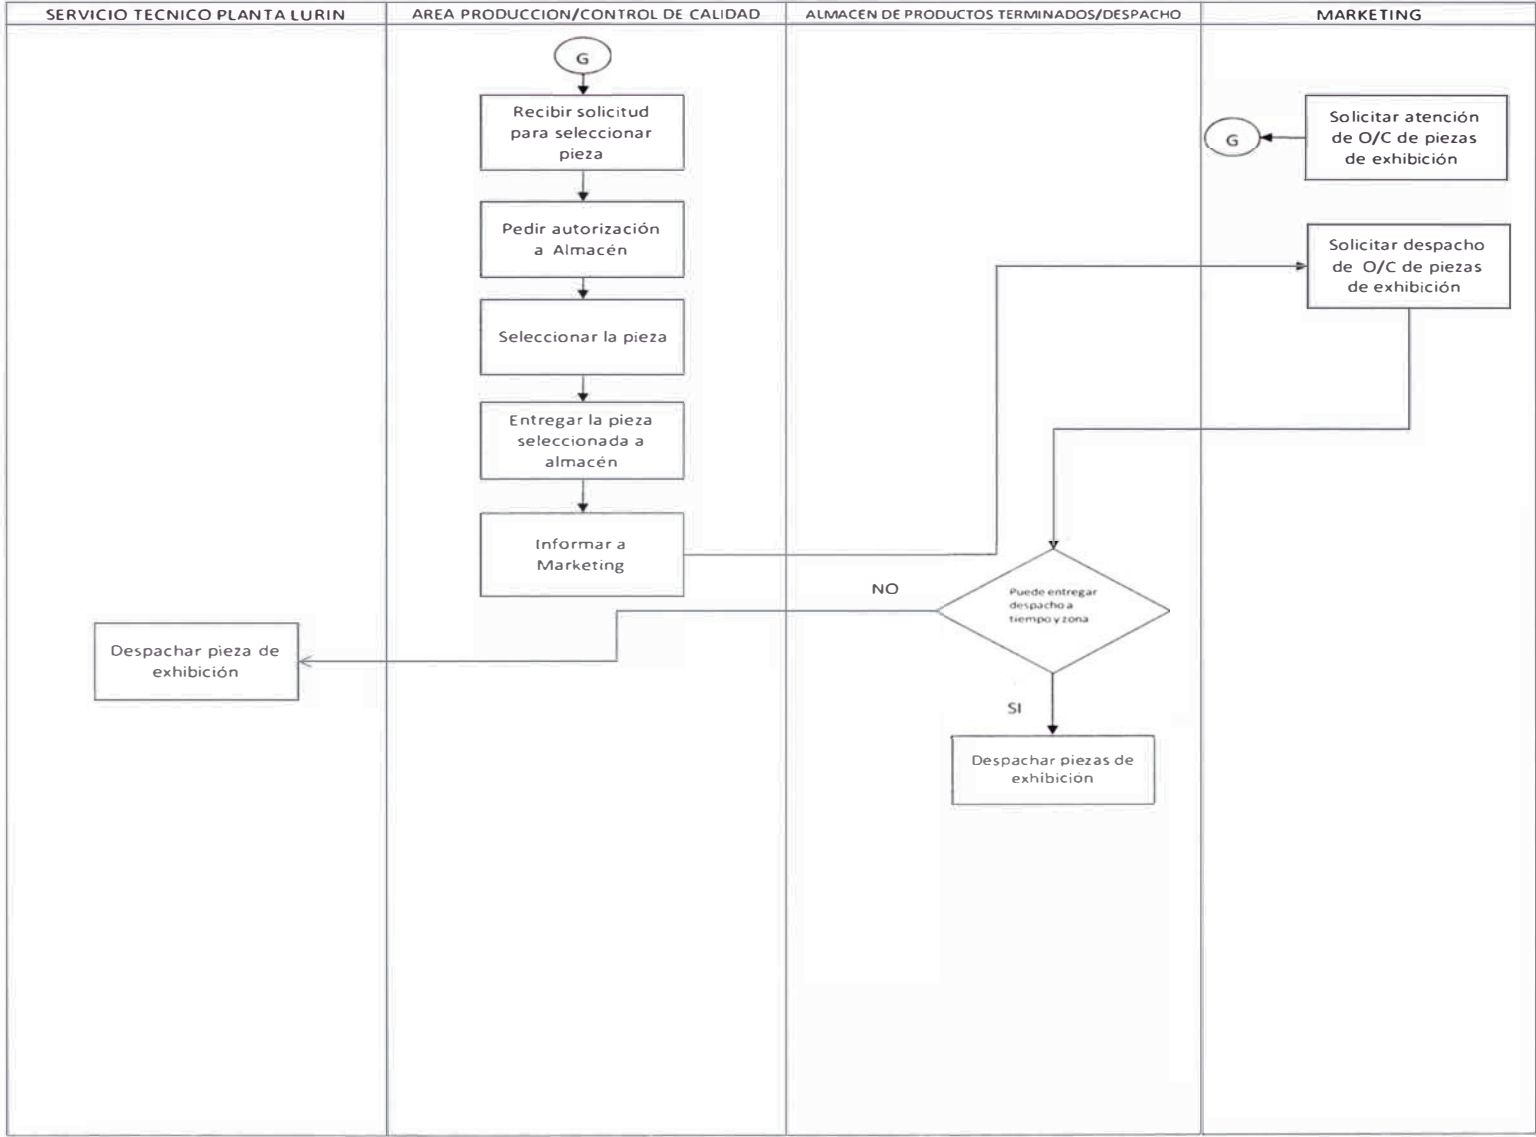 SERVICIO TECNICO PLANTA LURIN
AREA PRODUCCION/CONTROL DE CALIDAD
ALMACEN DE PRODUCTOS TERMINADOS/DESPACHO
MARKETING
G
Recibir solicitud
para seleccionar
pieza
Pedir autorización
a Almacén
Seleccionar la pieza
Entregar la pieza
seleccionada a
almacén
Informar a
Marketing
G
Solicitar atención
de O/C de piezas
de exhibición
Solicitar despacho
de O/C de piezas
de exhibición
NO
Puede entregar
despacho a
tiempo y zona
Despachar pieza de
exhibición
SI
Despachar piezas de
exhibición